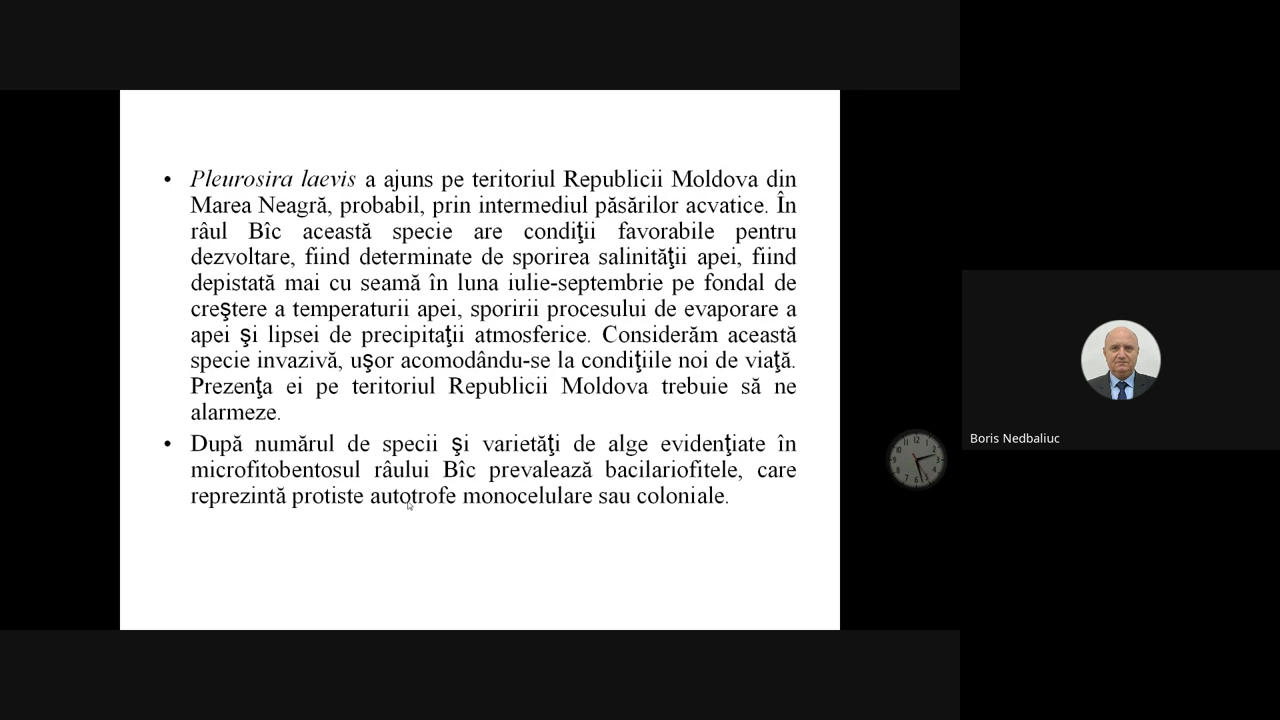 • Pleurosira laevis a ajuns pe teritoriul Republicii Moldova din
Marea Neagră, probabil, prin intermediul păsărilor acvatice. În
râul Bîc această specie are condiţii favorabile pentru
dezvoltare, fiind determinate de sporirea salinităţii apei, fiind
depistată mai cu seamă în luna iulie-septembrie pe fondal de
creştere a temperaturii apei, sporirii procesului de evaporare a
apei şi lipsei de precipitaţii atmosferice. Considerăm această
specie invazivă, uşor acomodându-se la condiţiile noi de viaţă.
Prezenţa ei pe teritoriul Republicii Moldova trebuie să ne
alarmeze.
• După numărul de specii şi varietăţi de alge evidenţiate în
microfitobentosul râului Bîc prevalează bacilariofitele, care
reprezintă protiste autotrofe monocelulare sau coloniale.
Boris Nedbaliuc